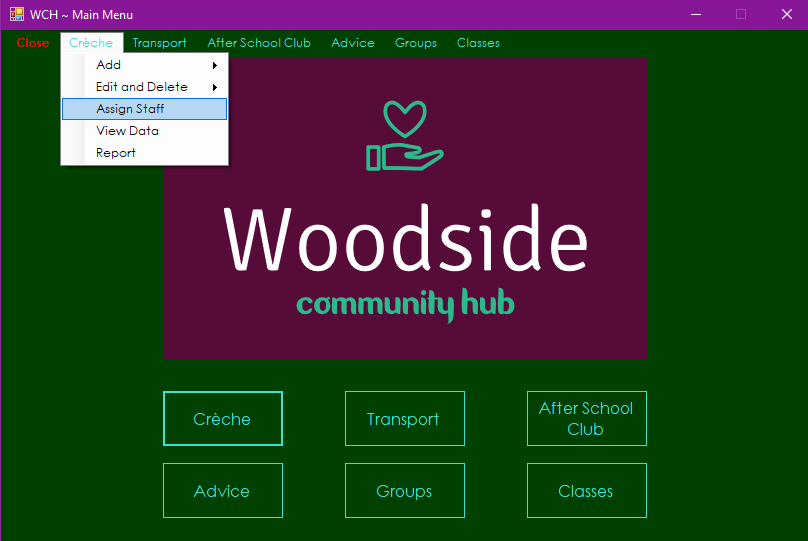 WCH ~ Main Menu
Close Crèche Transport After School Club Advice Groups Classes
Add
Edit and Delete
Assign Staff
View Data
Report
Woodside
community hub
Crèche Transport After School Club
Advice Groups Classes